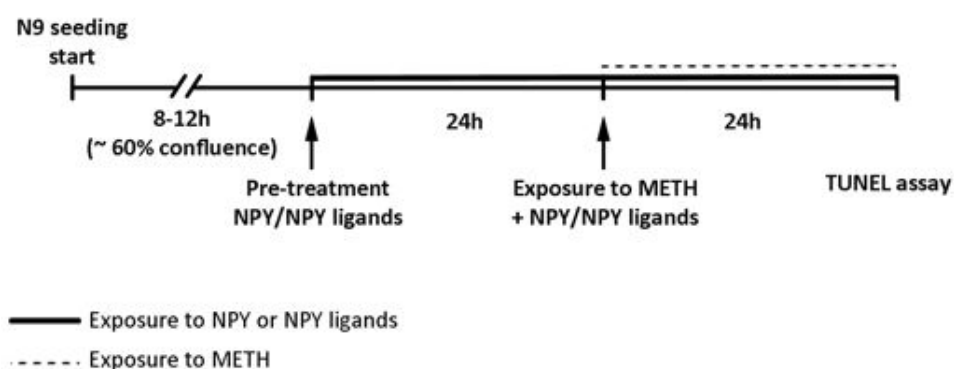 N9 seeding
start
8-12h
(~ 60% confluence)
24h
24h
Pre-treatment
NPY/NPY ligands
Exposure to METH
+ NPY/NPY ligands
TUNEL assay
Exposure to NPY or NPY ligands
Exposure to METH